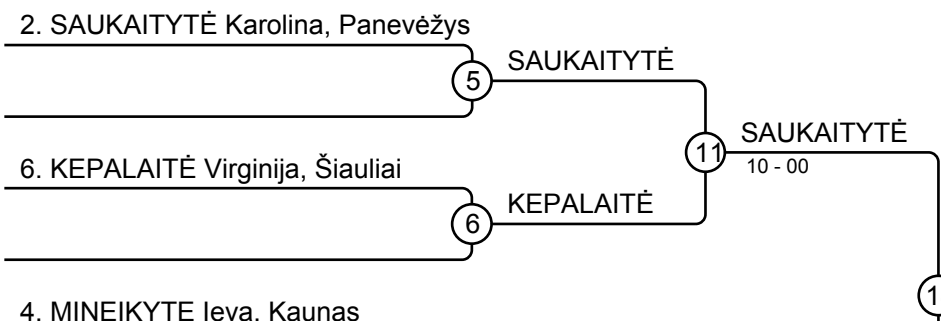 2. SAUKAITYTĖ Karolina, Panevėžys
5
SAUKAITYTĖ
11
SAUKAITYTĖ
10 - 00
6. KEPALAITĖ Virginija, Šiauliai
6
KEPALAITĖ
4. MINEIKYTE Ieva, Kaunas